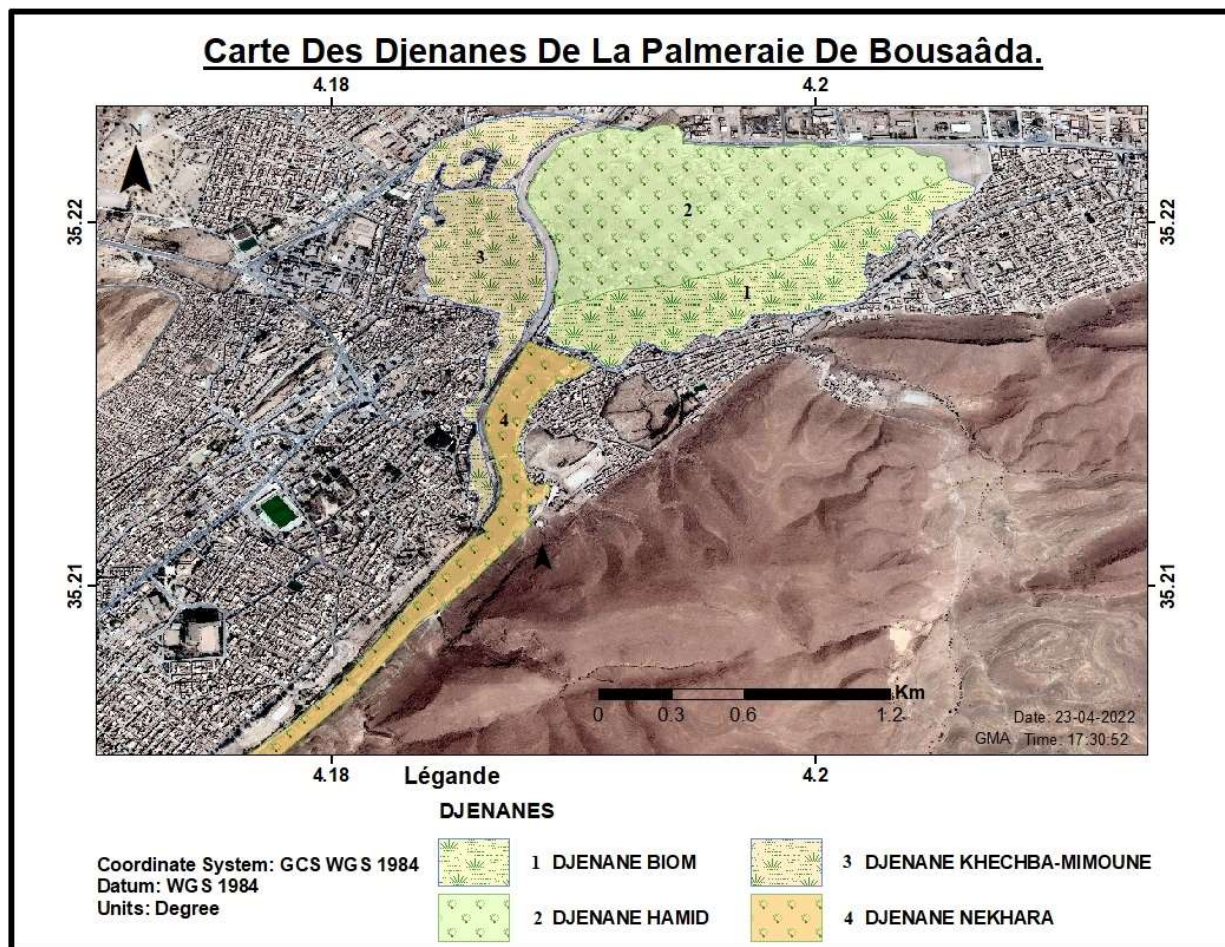 Carte Des Djenanes De La Palmeraie De Bousaâda.
4.18 4.2
N
35.22 35.22
2
3
1
4
35.21 35.21
Km
0 0.3 0.6 1.2
Date: 23-04-2022
GMA Time: 17:30:52
4.18 4.2
Légande
DJENANES
Coordinate System: GCS WGS 1984
Datum: WGS 1984
Units: Degree
1 DJENANE BIOM
3 DJENANE KHECHBA-MIMOUNE
2 DJENANE HAMID
4 DJENANE NEKHARA